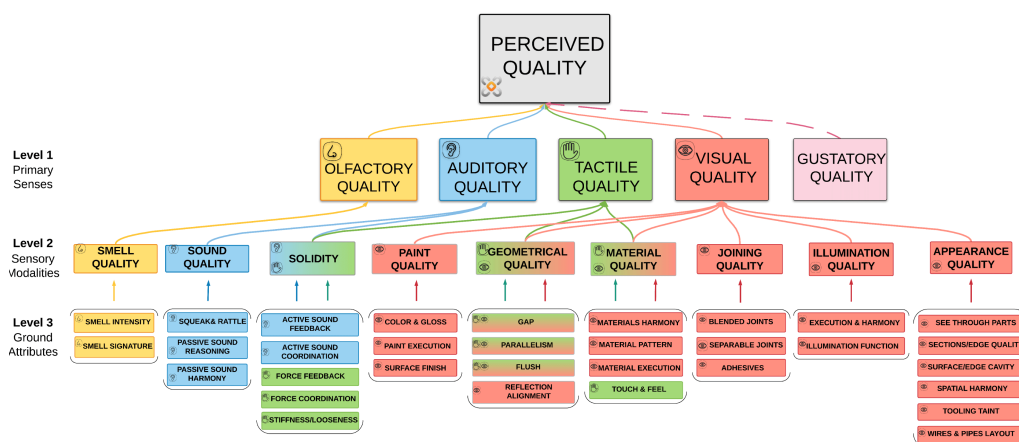 PERCEIVED
QUALITY
Level 1
Primary
Senses
OLFACTORY
QUALITY
AUDITORY
QUALITY
TACTILE
QUALITY
VISUAL
QUALITY
GUSTATORY
QUALITY
Level 2
Sensory
Modalities
SMELL
QUALITY
SOUND
QUALITY
SOLIDITY
PAINT
QUALITY
GEOMETRICAL
QUALITY
MATERIAL
QUALITY
JOINING
QUALITY
ILLUMINATION
QUALITY
APPEARANCE
QUALITY
Level 3
Ground
Attributes
SMELL INTENSITY
SMELL SIGNATURE
SQUEAK& RATTLE
PASSIVE SOUND
REASONING
PASSIVE SOUND
HARMONY
ACTIVE SOUND
FEEDBACK
ACTIVE SOUND
COORDINATION
FORCE FEEDBACK
FORCE COORDINATION
STIFFNESS/LOOSENESS
COLOR & GLOSS
PAINT EXECUTION
SURFACE FINISH
GAP
PARALLELISM
FLUSH
REFLECTION
ALIGNMENT
MATERIALS HARMONY
MATERIAL PATTERN
MATERIAL EXECUTION
TOUCH & FEEL
BLENDED JOINTS
SEPARABLE JOINTS
ADHESIVES
EXECUTION & HARMONY
ILLUMINATION FUNCTION
SEE THROUGH PARTS
SECTIONS/EDGE QUALIT
SURFACE/EDGE CAVITY
SPATIAL HARMONY
TOOLING TAINT
WIRES & PIPES LAYOUT